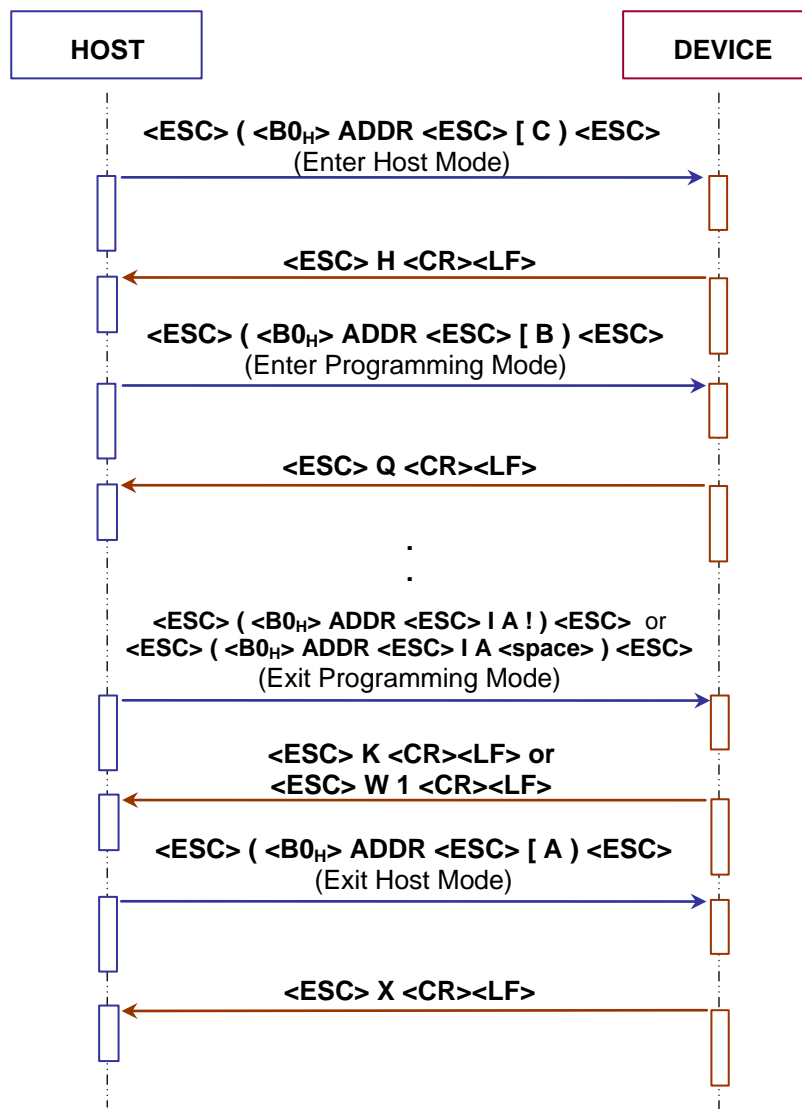 HOST
DEVICE
<ESC> ( <B0H> ADDR <ESC> [ C ) <ESC>
(Enter Host Mode)
<ESC> H <CR><LF>
<ESC> ( <B0H> ADDR <ESC> [ B ) <ESC>
(Enter Programming Mode)
<ESC> Q <CR><LF>
.
.
<ESC> ( <B0H> ADDR <ESC> I A ! ) <ESC> or
<ESC> ( <B0H> ADDR <ESC> I A <space> ) <ESC>
(Exit Programming Mode)
<ESC> K <CR><LF> or
<ESC> W 1 <CR><LF>
<ESC> ( <B0H> ADDR <ESC> [ A ) <ESC>
(Exit Host Mode)
<ESC> X <CR><LF>